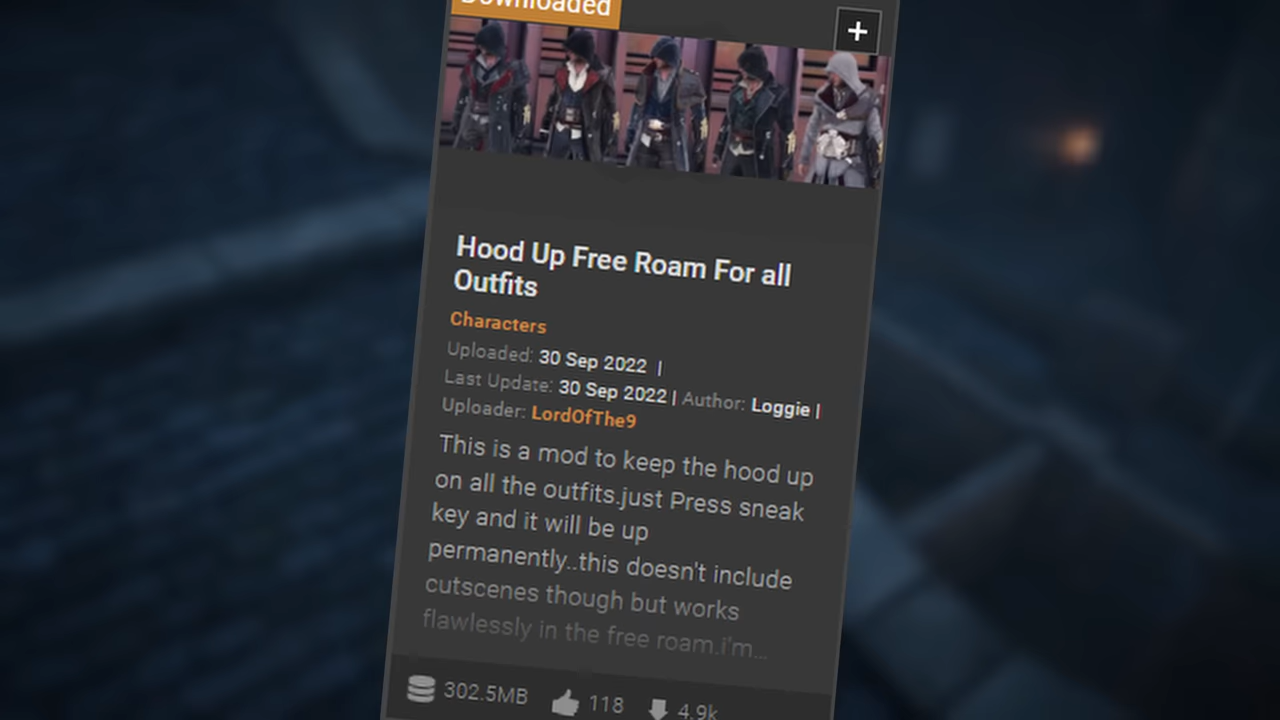 Downloaded
+
Hood Up Free Roam For all
Outfits
Characters
Uploaded: 30 Sep 2022 |
Last Update: 30 Sep 2022 | Author: Loggie |
Uploader: LordOfThe9
This is a mod to keep the hood up
on all the outfits.just Press sneak
key and it will be up
permanently..this doesn't include
cutscenes though but works
flawlessly in the free roam.i'm...
302.5MB 118 4.9k